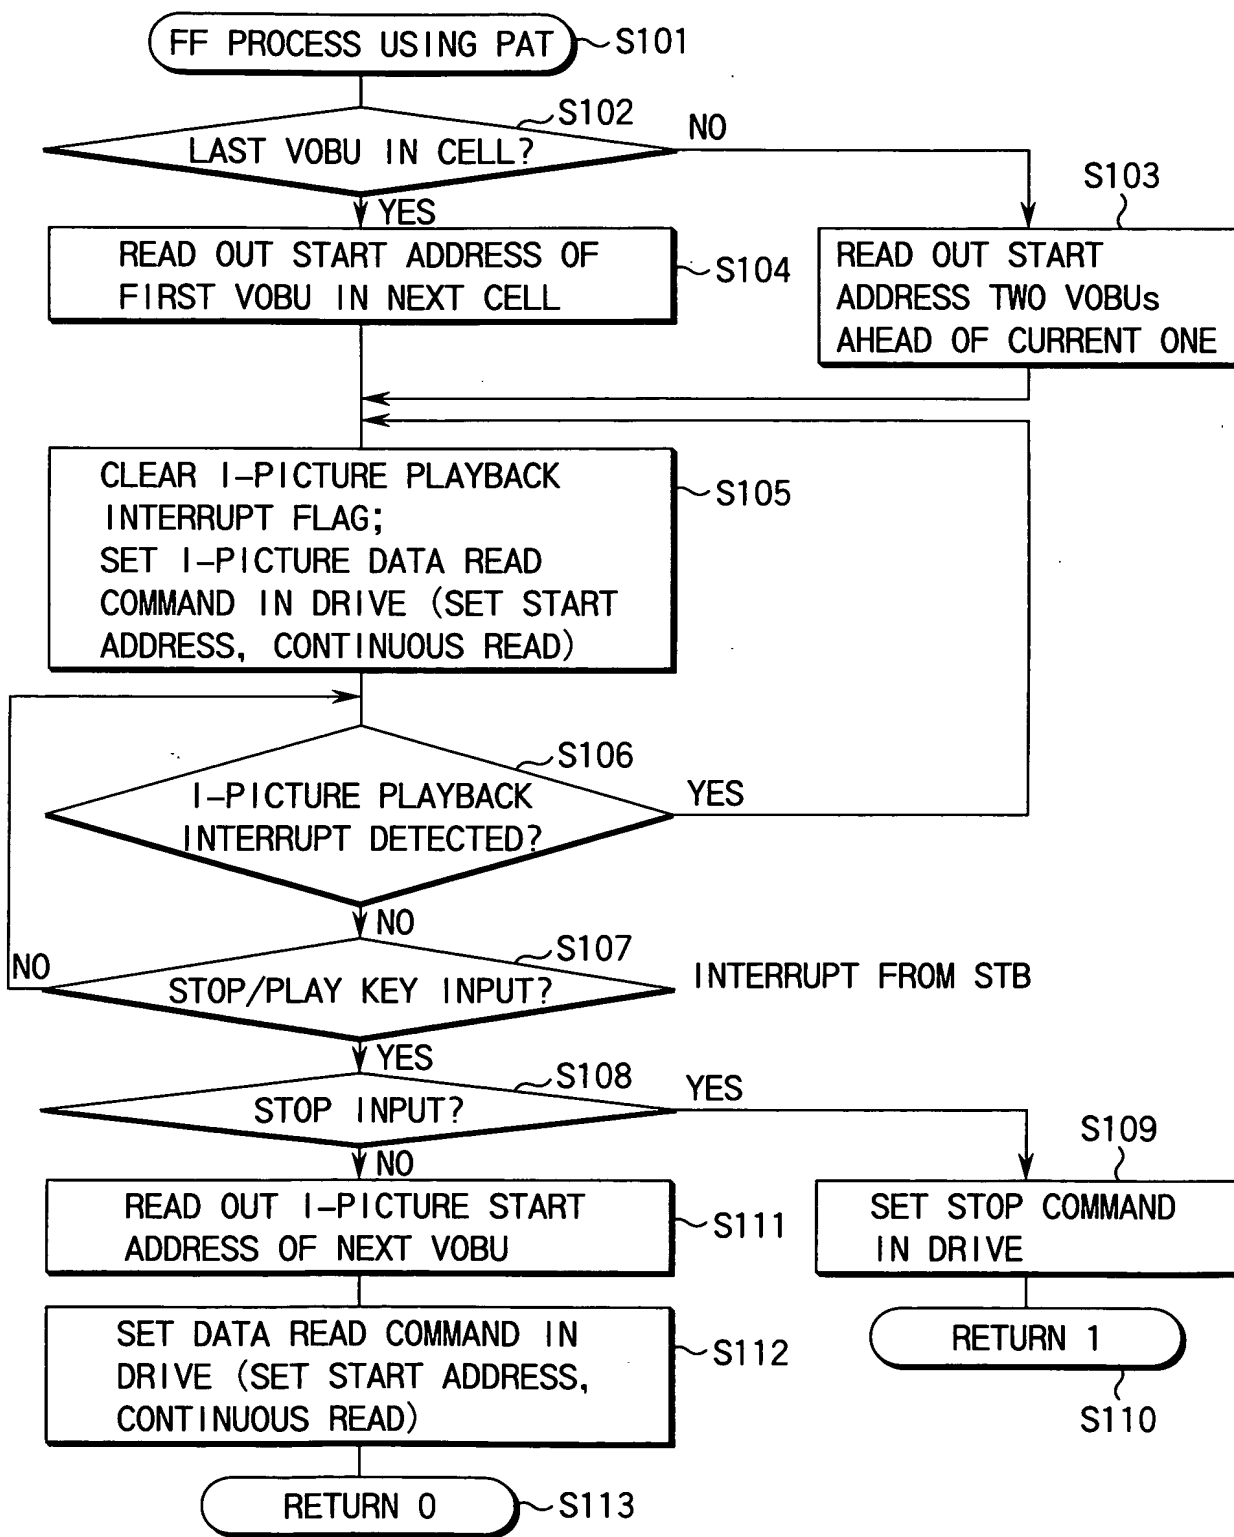 FF PROCESS USING PAT
S101
S102
LAST VOBU IN CELL?
NO
YES
S103
READ OUT START ADDRESS OF
FIRST VOBU IN NEXT CELL
S104
READ OUT START
ADDRESS TWO VOBUs
AHEAD OF CURRENT ONE
CLEAR I-PICTURE PLAYBACK
INTERRUPT FLAG;
SET I-PICTURE DATA READ
COMMAND IN DRIVE (SET START
ADDRESS, CONTINUOUS READ)
S105
S106
I-PICTURE PLAYBACK
INTERRUPT DETECTED?
YES
NO
S107
NO
STOP/PLAY KEY INPUT?
INTERRUPT FROM STB
YES
S108
STOP INPUT?
YES
NO
S109
READ OUT I-PICTURE START
ADDRESS OF NEXT VOBU
S111
SET STOP COMMAND
IN DRIVE
SET DATA READ COMMAND IN
DRIVE (SET START ADDRESS,
CONTINUOUS READ)
S112
RETURN 1
S110
RETURN 0
S113